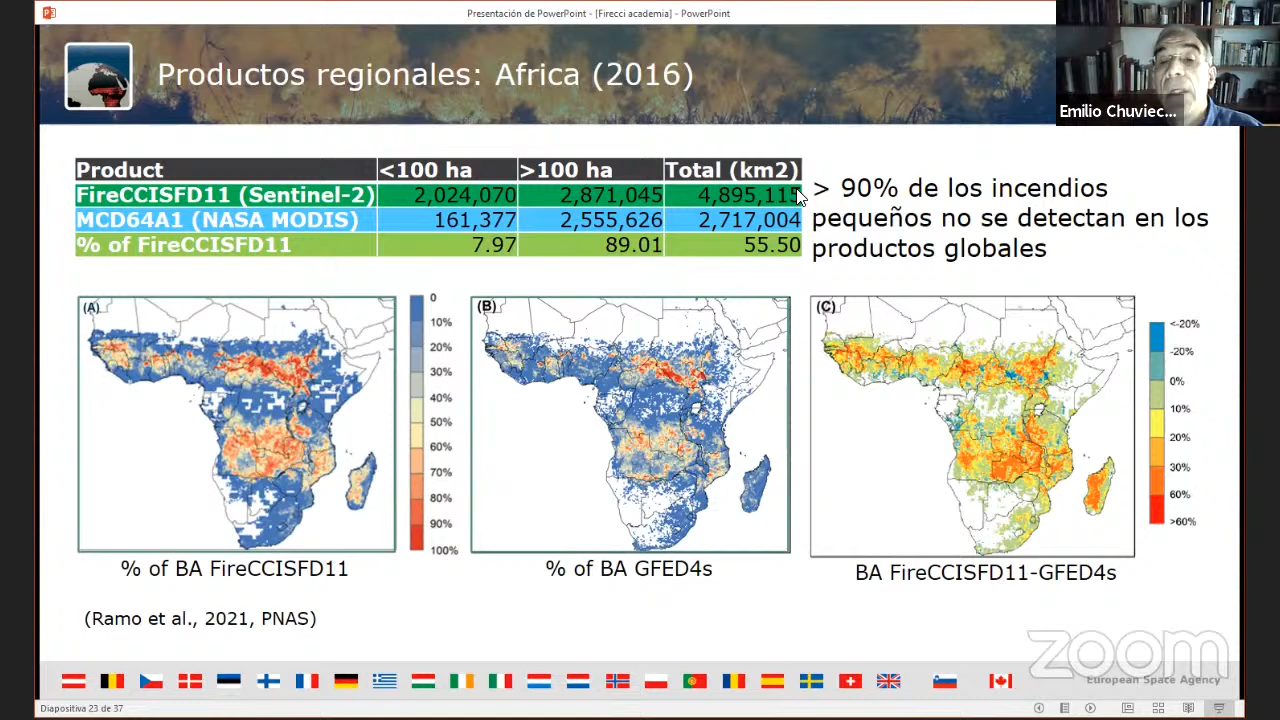 Presentación de PowerPoint - [Firecci academia] - PowerPoint
Productos regionales: Africa (2016)
Emilio Chuviec...
Product <100 ha >100 ha Total (km2)
FireCCISFD11 (Sentinel-2) 2,024,070 2,871,045 4,895,115
MCD64A1 (NASA MODIS) 161,377 2,555,626 2,717,004
% of FireCCISFD11 7.97 89.01 55.50
> 90% de los incendios
pequeños no se detectan en los
productos globales
(A)
0
10%
20%
30%
40%
50%
60%
70%
80%
90%
100%
(B)
(C)
<-20%
-20%
0%
10%
20%
30%
60%
>60%
% of BA FireCCISFD11
% of BA GFED4s
BA FireCCISFD11-GFED4s
(Ramo et al., 2021, PNAS)
zoom
European Space Agency
Diapositiva 23 de 37